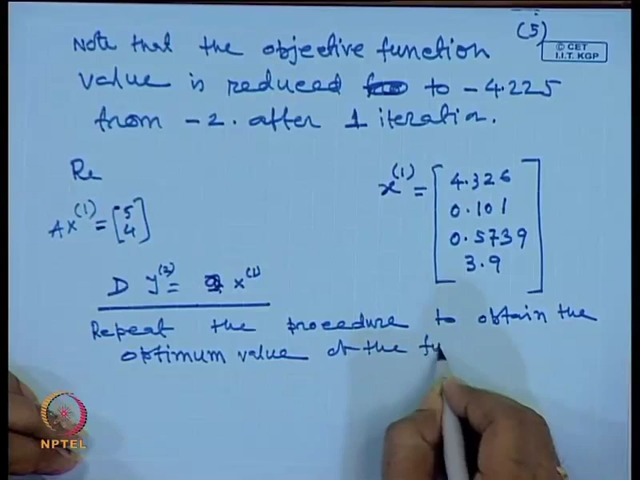 (5)
© CET
I.I.T. KGP
Note that the objective function
value is reduced to -4.225
from -2. after 1 iteration.
Re
x^(1) = [4.326
0.101
0.5739
3.9]
Ax^(1) = [5
4]
D y^(2) = x^(1)
Repeat the procedure to obtain the
optimum value of the fu
NPTEL